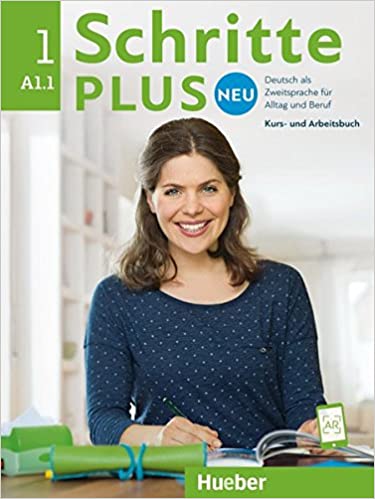 1
A1.1
Schritte
PLUS
NEU
Deutsch als
Zweitsprache für
Alltag und Beruf
Kurs- und Arbeitsbuch
AR
Hueber